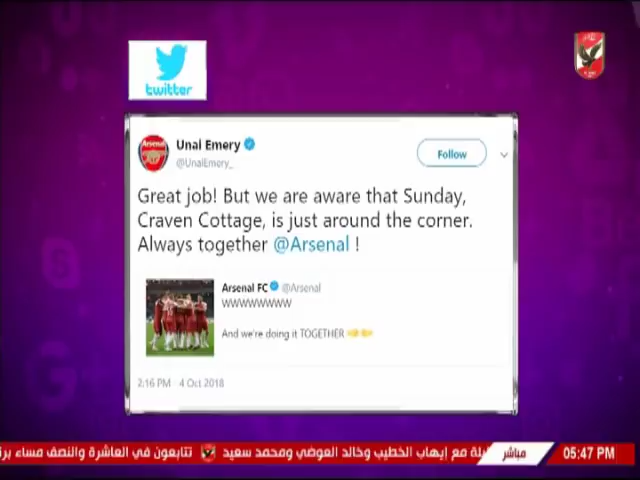 twitter
Unai Emery
@UnaiEmery_
Follow
Great job! But we are aware that Sunday,
Craven Cottage, is just around the corner.
Always together @Arsenal !
Arsenal FC @Arsenal
WWWWWWWW
And we're doing it TOGETHER
2:16 PM 4 Oct 2018
ليلة مع إيهاب الخطيب وخالد العوضي ومحمد سعيد تتابعون في العاشرة والنصف مساء
مباشر
05:47 PM